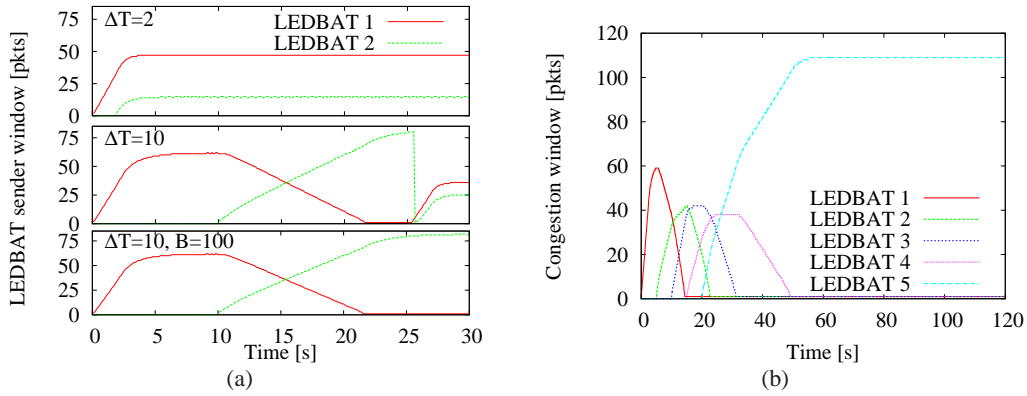 LEDBAT sender window [pkts]
ΔT=2
LEDBAT 1
LEDBAT 2
75
50
25
0
ΔT=10
75
50
25
0
ΔT=10, B=100
75
50
25
0
0 5 10 15 20 25 30
Time [s]
(a)
Congestion window [pkts]
120
100
80
60
40
20
0
LEDBAT 1
LEDBAT 2
LEDBAT 3
LEDBAT 4
LEDBAT 5
0 20 40 60 80 100 120
Time [s]
(b)